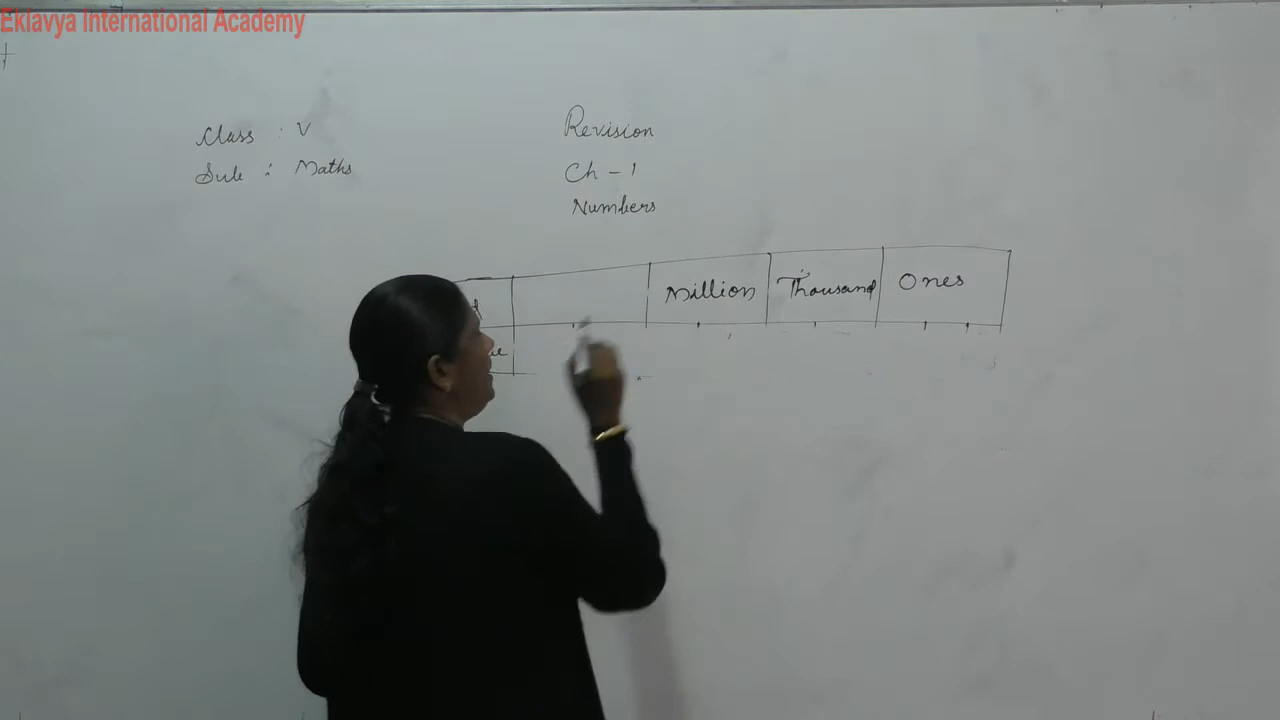 Eklavya International Academy
Class : V
Sub : Maths
Revision
Ch - 1
Numbers
Million Thousand Ones